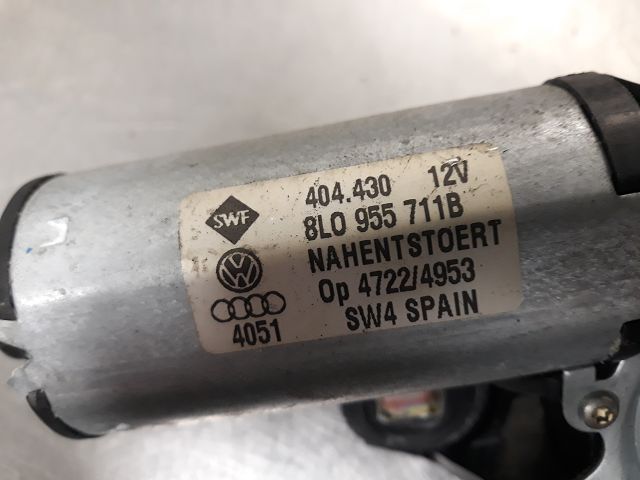 404.430 12V
SWF
8L0 955 711B
NAHENTSTOERT
Op 4722/4953
4051
SW4 SPAIN